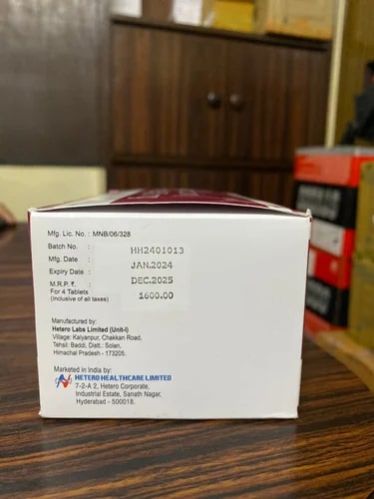 Mfg. Lic. No. : MNB/06/328
Batch No. : HH2401013
Mfg. Date : JAN.2024
Expiry Date : DEC.2025
M.R.P. ₹. : 1600.00
For 4 Tablets
(inclusive of all taxes)
Manufactured by:
Hetero Labs Limited (Unit-I)
Village: Kalyanpur, Chakkan Road,
Tehsil: Baddi, Distt.: Solan,
Himachal Pradesh - 173205.
Marketed in India by:
HETERO HEALTHCARE LIMITED
7-2-A 2, Hetero Corporate,
Industrial Estate, Sanath Nagar,
Hyderabad - 500018.